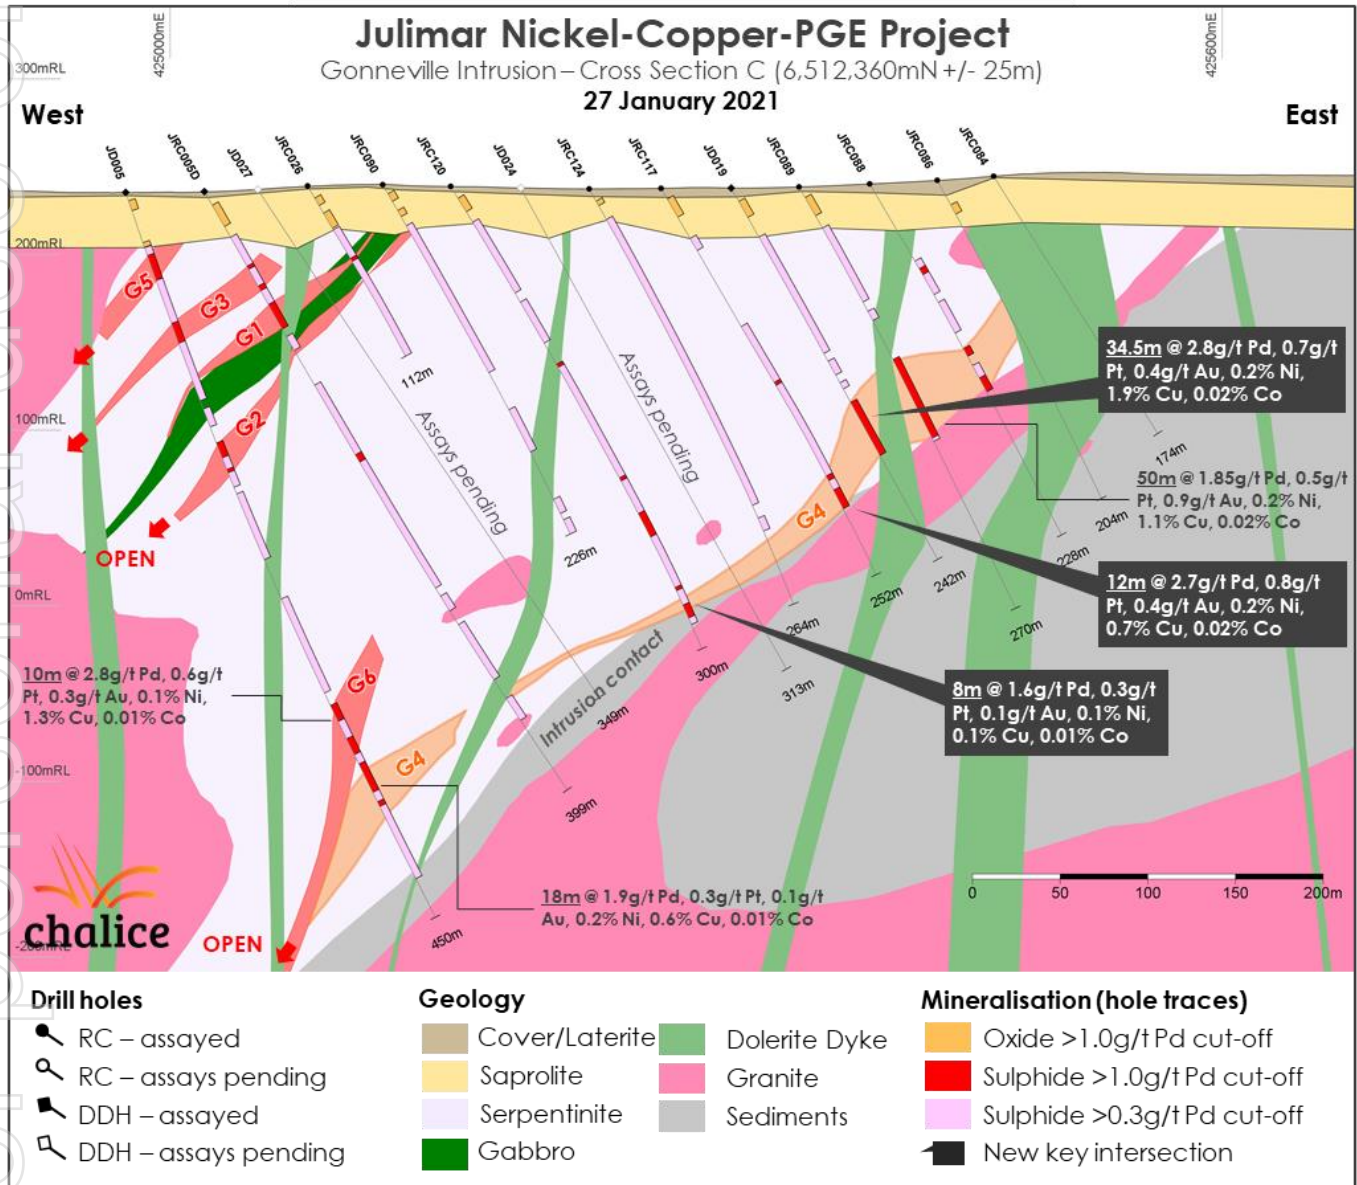 Julimar Nickel-Copper-PGE Project
Gonneville Intrusion – Cross Section C (6,512,360mN +/- 25m)
27 January 2021
425000mE
425600mE
300mRL
West
East
JD005
JRC005D
JD027
JRC026
JRC090
JRC120
JD024
JRC124
JRC117
JD019
JRC089
JRC088
JRC086
JRC084
200mRL
G5
G3
G1
G2
112m
Assays pending
Assays pending
34.5m @ 2.8g/t Pd, 0.7g/t
Pt, 0.4g/t Au, 0.2% Ni,
1.9% Cu, 0.02% Co
100mRL
174m
50m @ 1.85g/t Pd, 0.5g/t
Pt, 0.9g/t Au, 0.2% Ni,
1.1% Cu, 0.02% Co
G4
204m
228m
226m
OPEN
242m
252m
12m @ 2.7g/t Pd, 0.8g/t
Pt, 0.4g/t Au, 0.2% Ni,
0.7% Cu, 0.02% Co
0mRL
264m
270m
300m
313m
Intrusion contact
349m
10m @ 2.8g/t Pd, 0.6g/t
Pt, 0.3g/t Au, 0.1% Ni,
1.3% Cu, 0.01% Co
G6
8m @ 1.6g/t Pd, 0.3g/t
Pt, 0.1g/t Au, 0.1% Ni,
0.1% Cu, 0.01% Co
G4
-100mRL
399m
0
50
100
150
200m
18m @ 1.9g/t Pd, 0.3g/t Pt, 0.1g/t
Au, 0.2% Ni, 0.6% Cu, 0.01% Co
chalice
450m
OPEN
-200mRL
Drill holes
RC – assayed
RC – assays pending
DDH – assayed
DDH – assays pending
Geology
Cover/Laterite
Saprolite
Serpentinite
Gabbro
Dolerite Dyke
Granite
Sediments
Mineralisation (hole traces)
Oxide >1.0g/t Pd cut-off
Sulphide >1.0g/t Pd cut-off
Sulphide >0.3g/t Pd cut-off
New key intersection